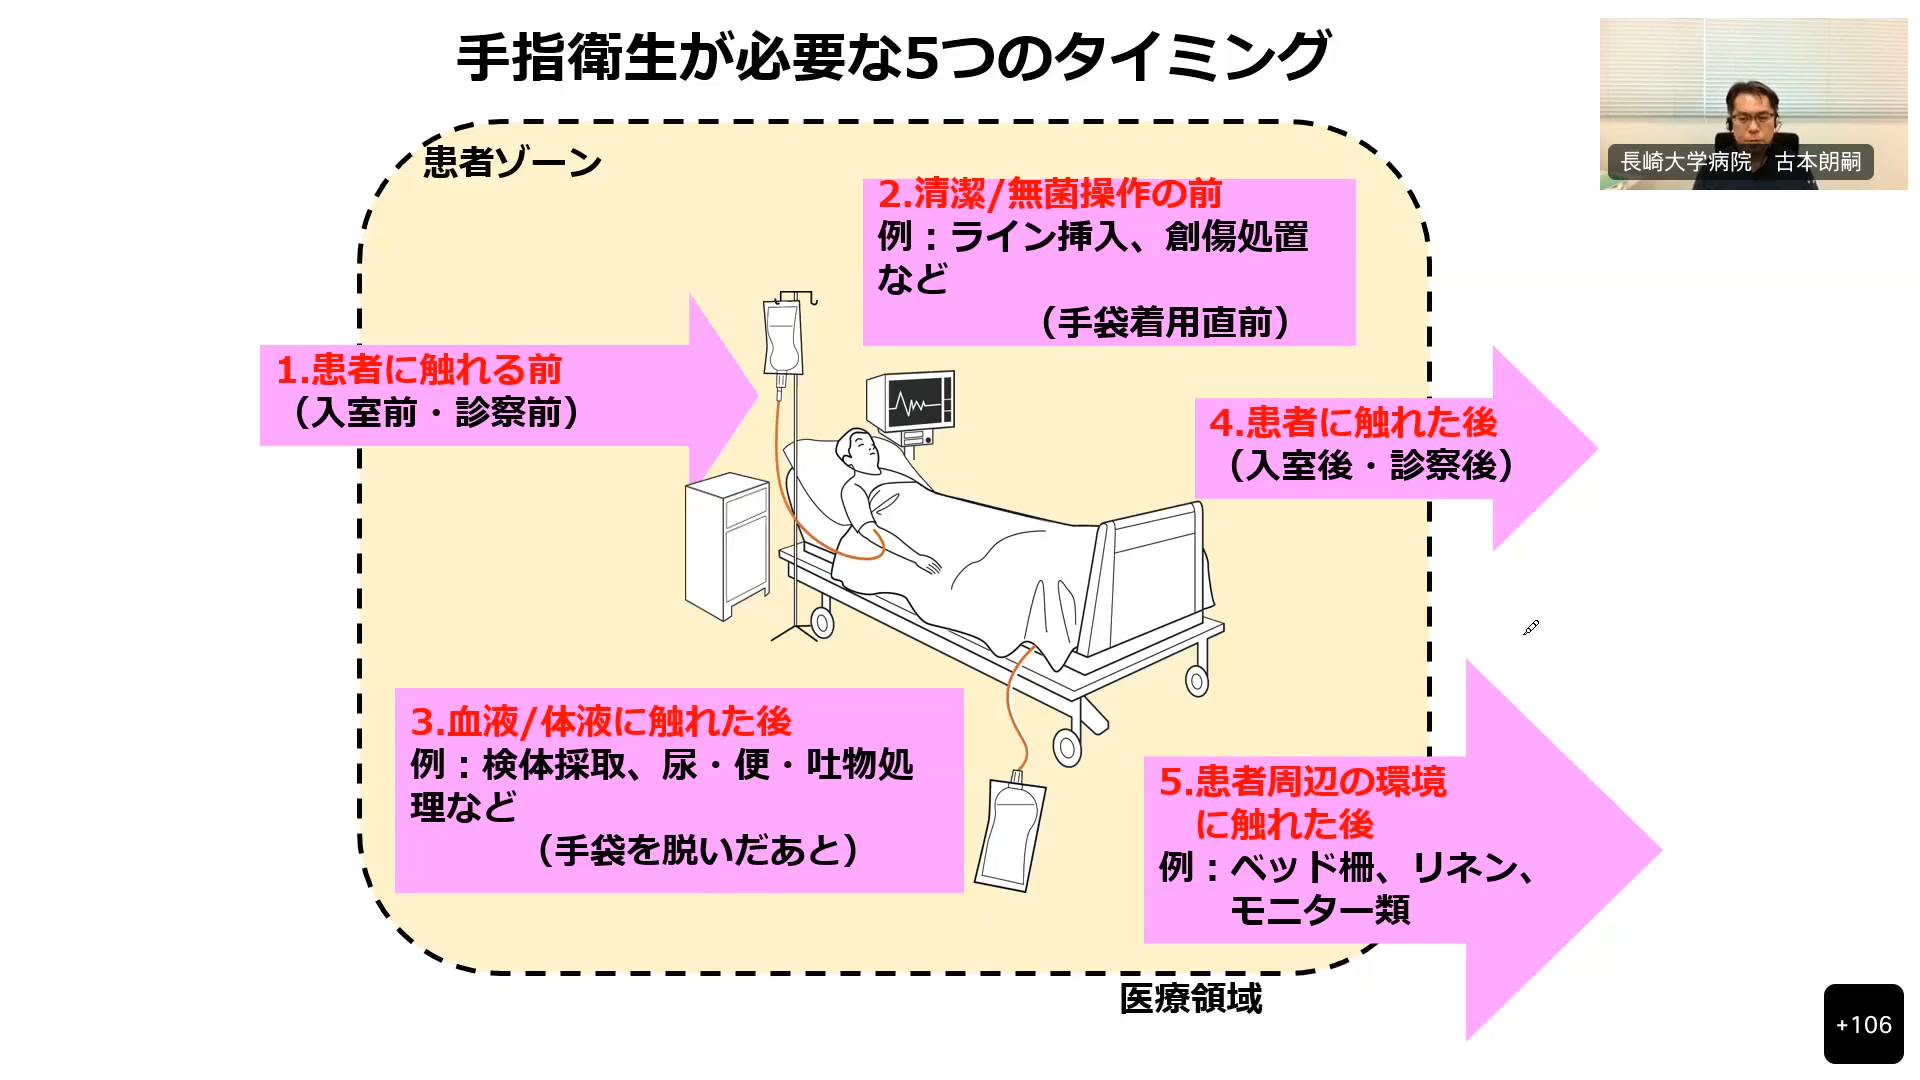 手指衛生が必要な5つのタイミング
長崎大学病院　古本朗嗣
患者ゾーン
2.清潔/無菌操作の前
例：ライン挿入、創傷処置
など
（手袋着用直前）
1.患者に触れる前
（入室前・診察前）
4.患者に触れた後
（入室後・診察後）
3.血液/体液に触れた後
例：検体採取、尿・便・吐物処
理など
（手袋を脱いだあと）
5.患者周辺の環境
に触れた後
例：ベッド柵、リネン、
モニター類
医療領域
+106